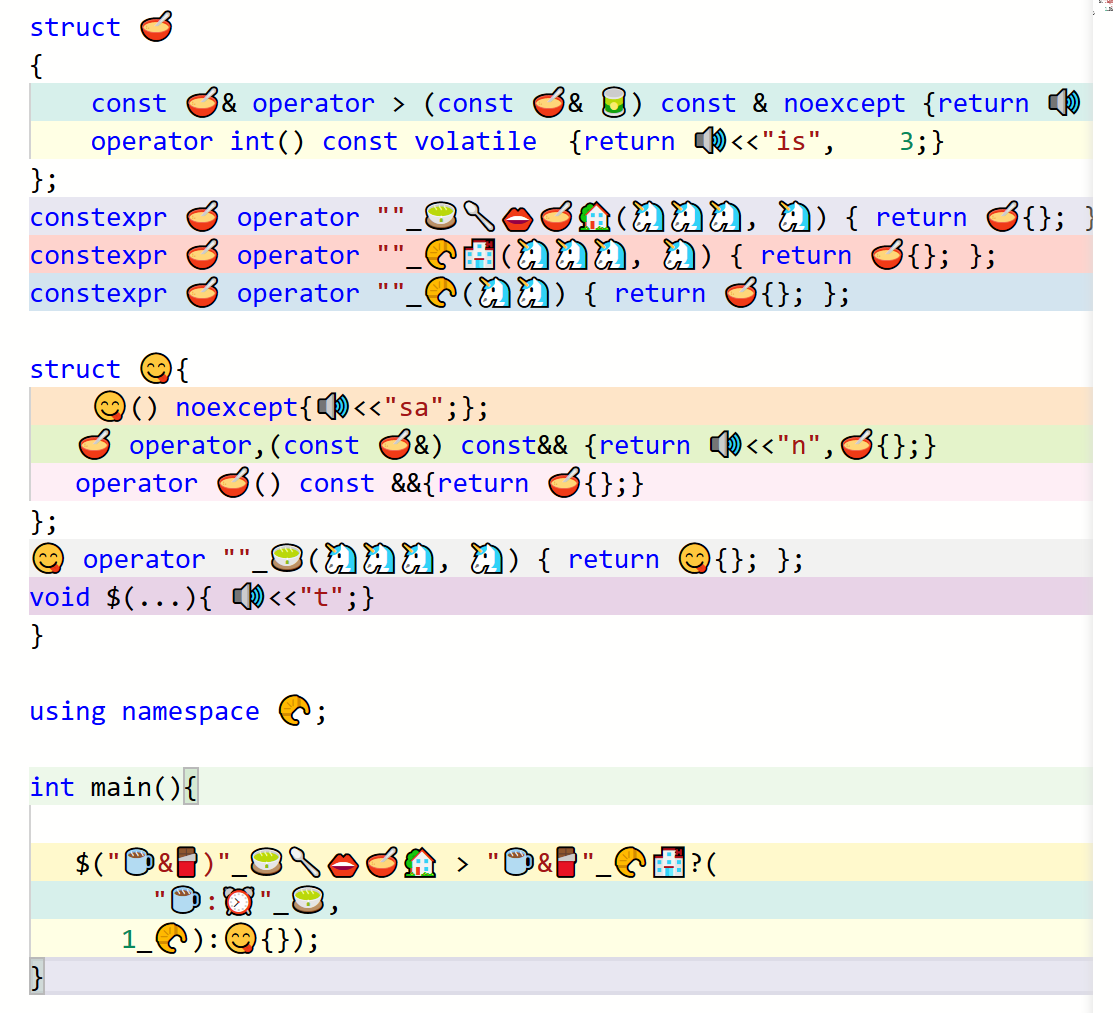 struct 🥣
{
const 🥣& operator > (const 🥣& 🥫) const & noexcept {return 🔊
operator int() const volatile {return 🔊<<"is", 3;}
};
constexpr 🥣 operator ""_🍵🥄👄🥣🏡(🦄🦄🦄, 🦄) { return 🥣{}; }
constexpr 🥣 operator ""_🥐🏥(🦄🦄🦄, 🦄) { return 🥣{}; };
constexpr 🥣 operator ""_🥐(🦄🦄) { return 🥣{}; };
struct 😋{
😋() noexcept{🔊<<"sa";};
🥣 operator,(const 🥣&) const&& {return 🔊<<"n",🥣{};}
operator 🥣() const &&{return 🥣{};}
};
😋 operator ""_🍵(🦄🦄🦄, 🦄) { return 😋{}; };
void $(...){ 🔊<<"t";}
}
using namespace 🥐;
int main(){
$("☕&🍫)"_🍵🥄👄🥣🏡 > "☕&🍫"_🥐🏥?(
"☕:⏰"_🍵,
1_🥐):😋{});
}